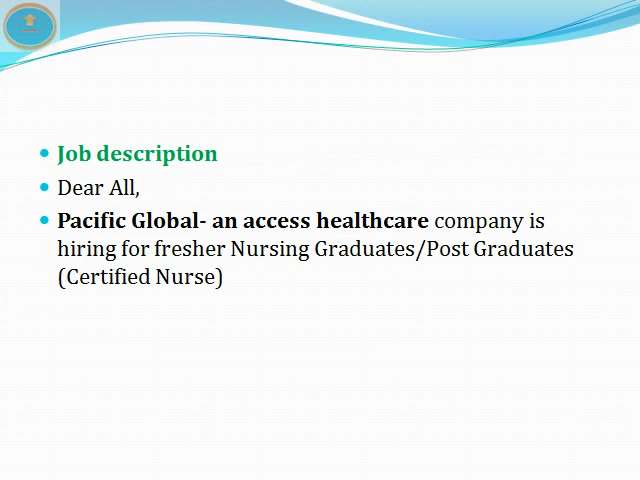 Job description
Dear All,
Pacific Global- an access healthcare company is
hiring for fresher Nursing Graduates/Post Graduates
(Certified Nurse)